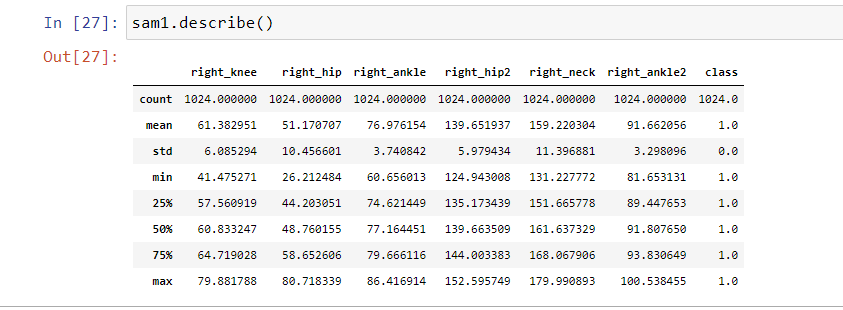 In [27]: sam1.describe()
Out[27]:
right_knee right_hip right_ankle right_hip2 right_neck right_ankle2 class
count 1024.000000 1024.000000 1024.000000 1024.000000 1024.000000 1024.000000 1024.0
mean 61.382951 51.170707 76.976154 139.651937 159.220304 91.662056 1.0
std 6.085294 10.456601 3.740842 5.979434 11.396881 3.298096 0.0
min 41.475271 26.212484 60.656013 124.943008 131.227772 81.653131 1.0
25% 57.560919 44.203051 74.621449 135.173439 151.665778 89.447653 1.0
50% 60.833247 48.760155 77.164451 139.663509 161.637329 91.807650 1.0
75% 64.719028 58.652606 79.666116 144.003383 168.067906 93.830649 1.0
max 79.881788 80.718339 86.416914 152.595749 179.990893 100.538455 1.0